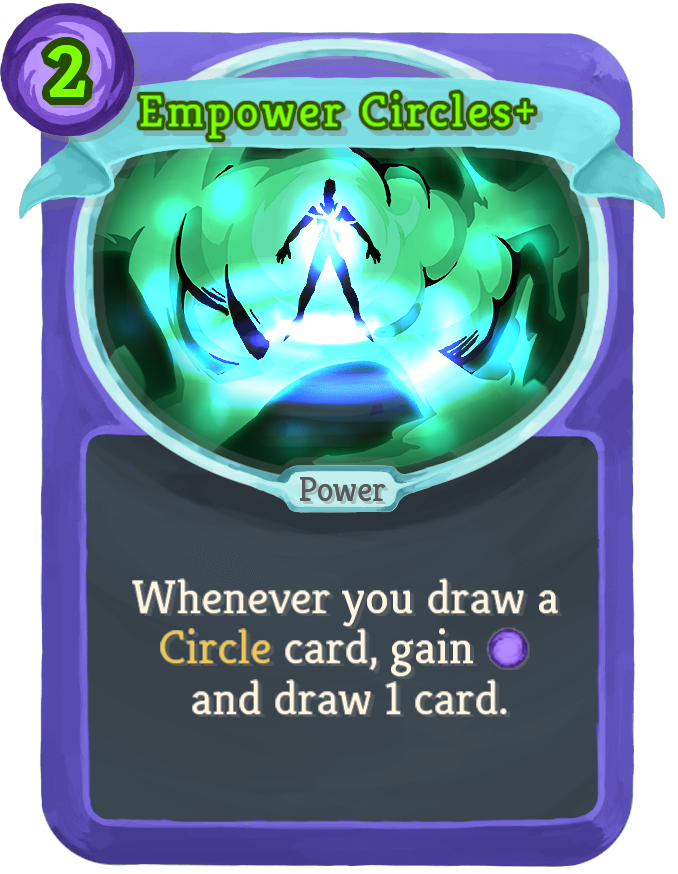 2
Empower Circles+
Power
Whenever you draw a
Circle card, gain
and draw 1 card.